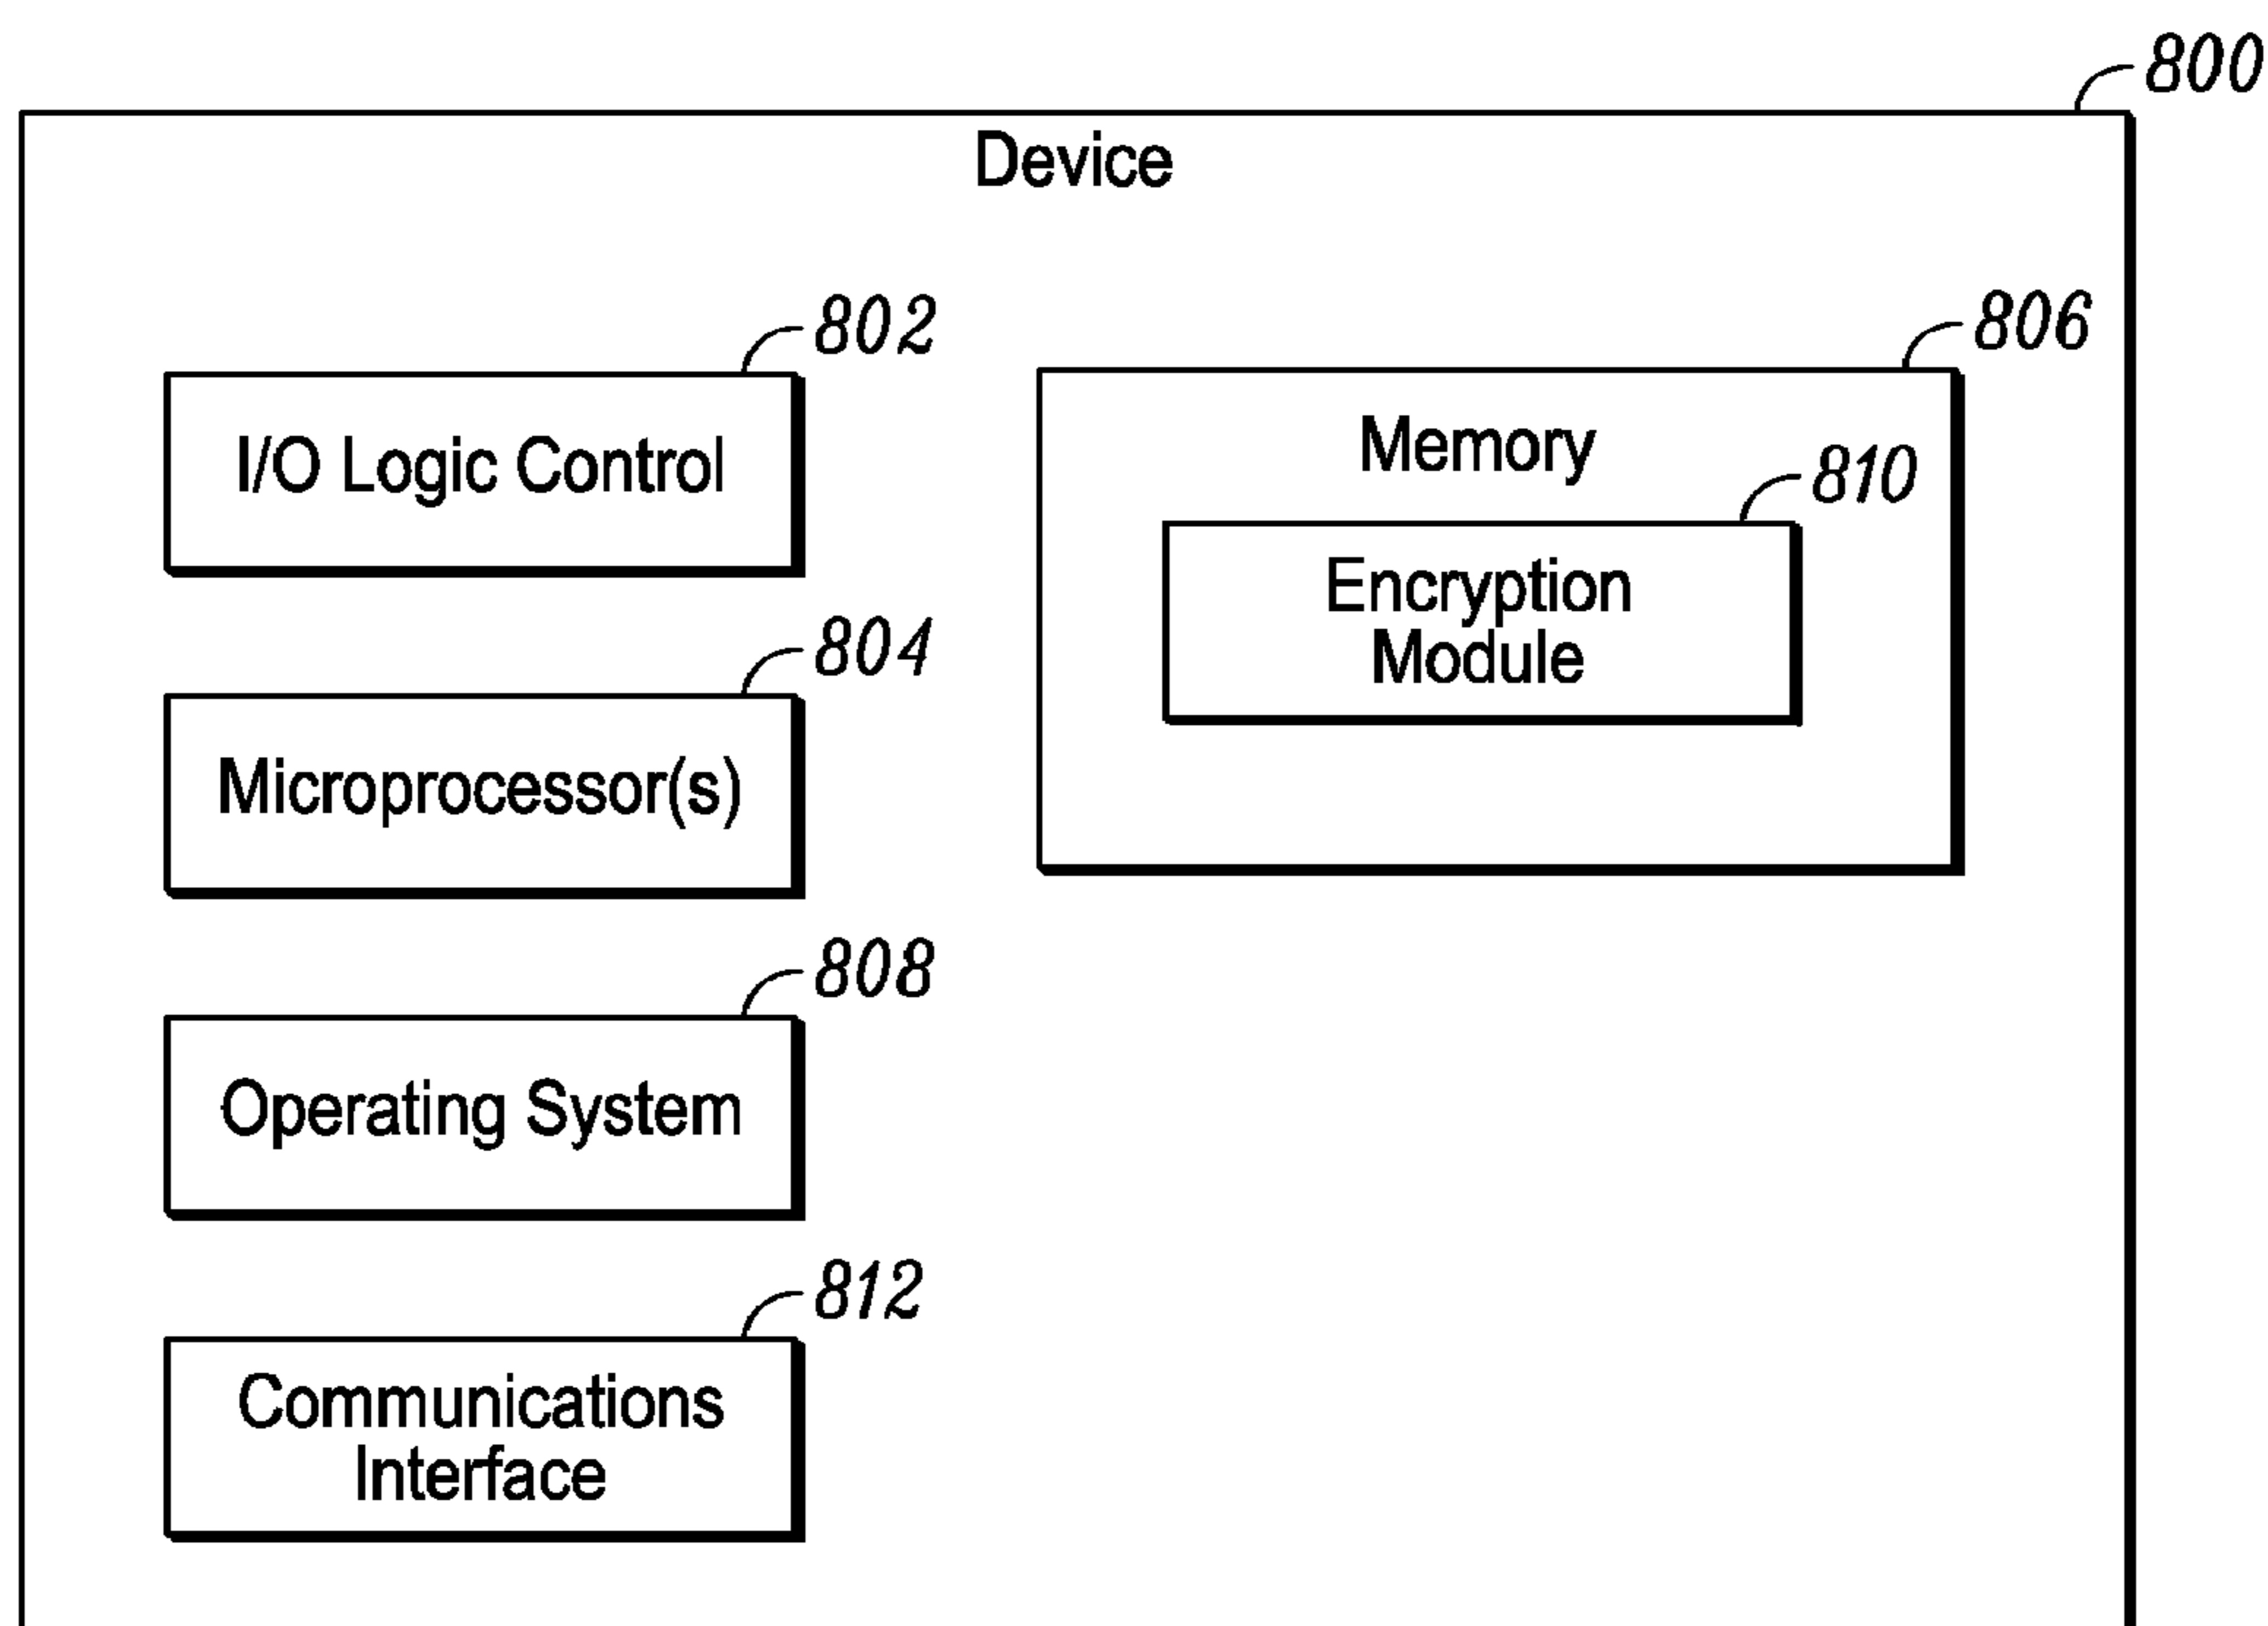 800
Device
802
I/O Logic Control
804
Microprocessor(s)
808
Operating System
812
Communications
Interface
806
Memory
810
Encryption
Module